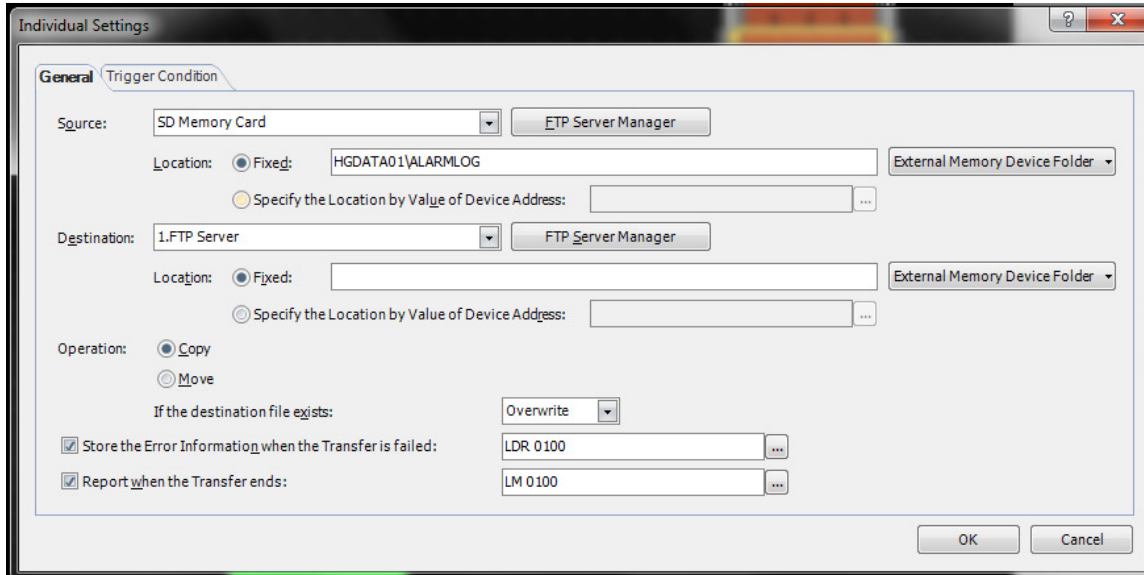 Individual Settings
General Trigger Condition
Source: SD Memory Card FTP Server Manager
Location: Fixed: HGDATA01\ALARMLOG External Memory Device Folder
Specify the Location by Value of Device Address: ...
Destination: 1.FTP Server FTP Server Manager
Location: Fixed: External Memory Device Folder
Specify the Location by Value of Device Address: ...
Operation: Copy
Move
If the destination file exists: Overwrite
Store the Error Information when the Transfer is failed: LDR 0100 ...
Report when the Transfer ends: LM 0100 ...
OK Cancel